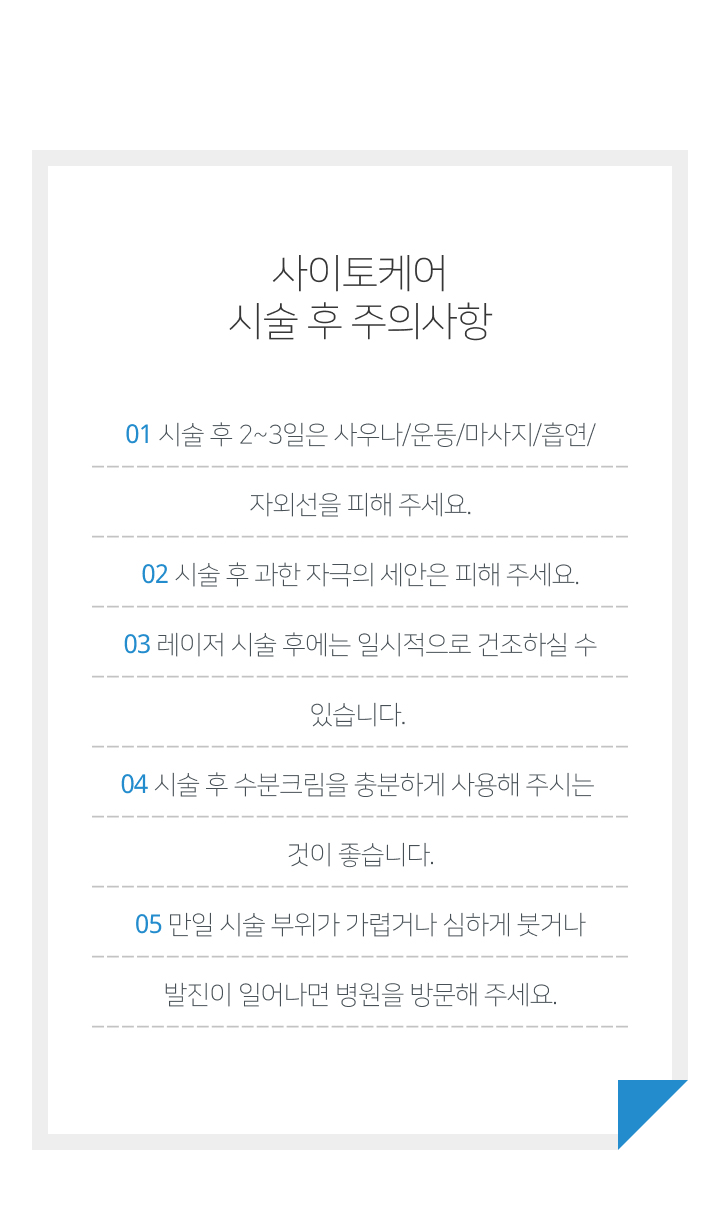 사이토케어
시술 후 주의사항
01 시술 후 2~3일은 사우나/운동/마사지/흡연/
자외선을 피해 주세요.
02 시술 후 과한 자극의 세안은 피해 주세요.
03 레이저 시술 후에는 일시적으로 건조하실 수
있습니다.
04 시술 후 수분크림을 충분하게 사용해 주시는
것이 좋습니다.
05 만일 시술 부위가 가렵거나 심하게 붓거나
발진이 일어나면 병원을 방문해 주세요.